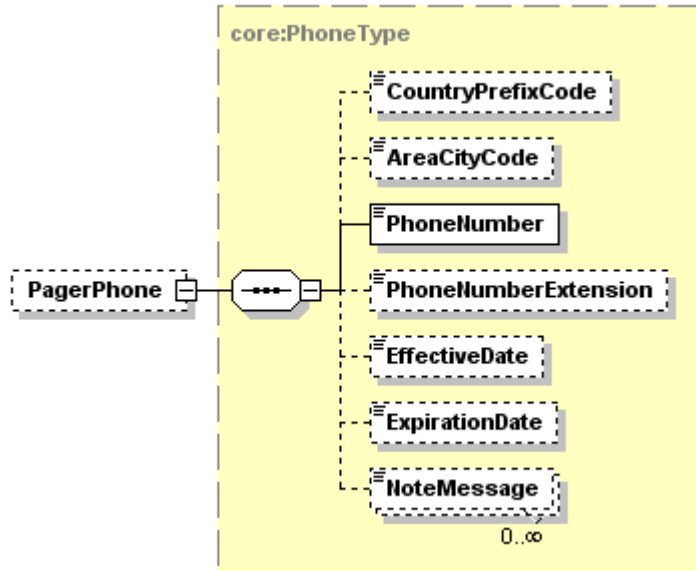 core:PhoneType
CountryPrefixCode
AreaCityCode
PhoneNumber
PagerPhone
PhoneNumberExtension
EffectiveDate
ExpirationDate
NoteMessage
0..∞